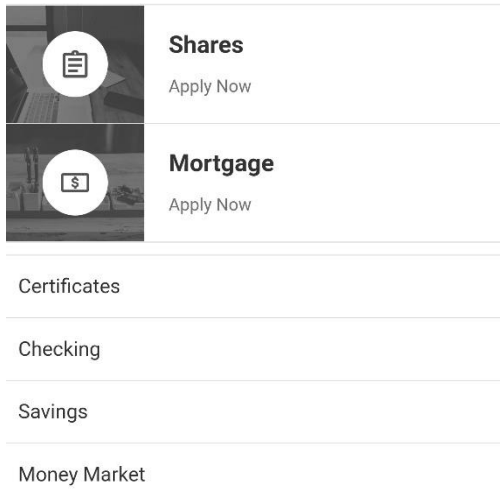 Shares
Apply Now
Mortgage
Apply Now
Certificates
Checking
Savings
Money Market